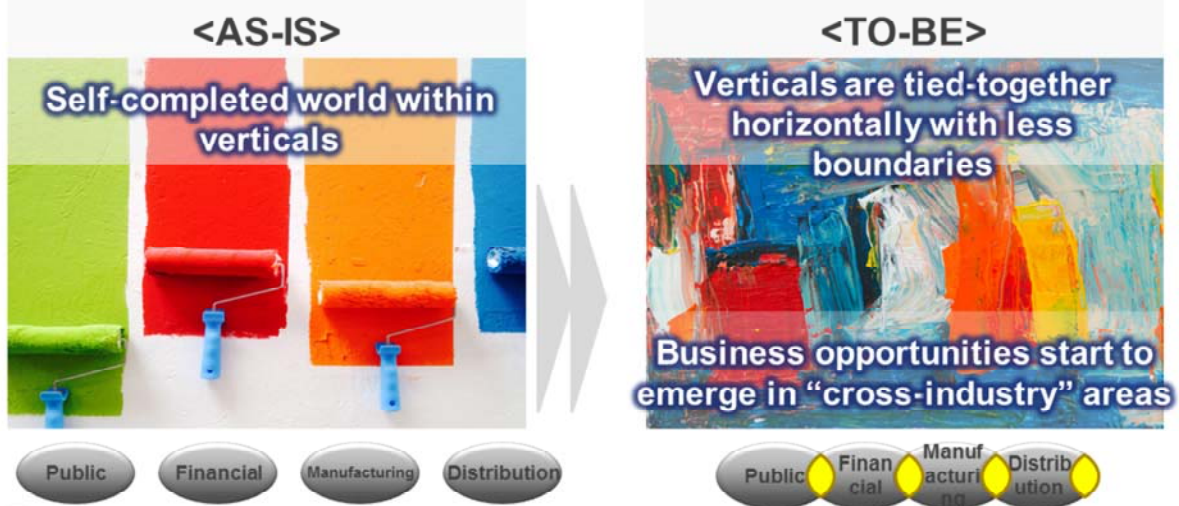 <AS-IS>
Self-completed world within
verticals
Public
Financial
Manufacturing
Distribution
<TO-BE>
Verticals are tied-together
horizontally with less
boundaries
Business opportunities start to
emerge in “cross-industry” areas
Public
Finan
cial
Manuf
acturi
ng
Distrib
ution